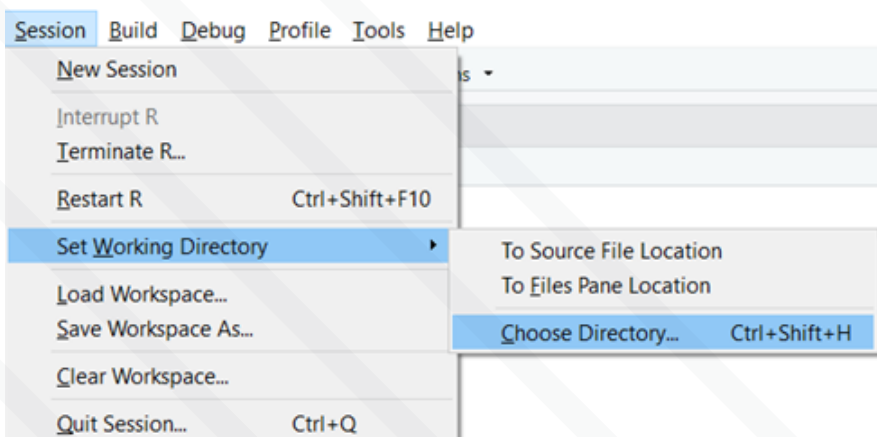 Session Build Debug Profile Tools Help
New Session
Interrupt R
Terminate R...
Restart R Ctrl+Shift+F10
Set Working Directory
To Source File Location
To Files Pane Location
Choose Directory... Ctrl+Shift+H
Load Workspace...
Save Workspace As...
Clear Workspace...
Quit Session... Ctrl+Q